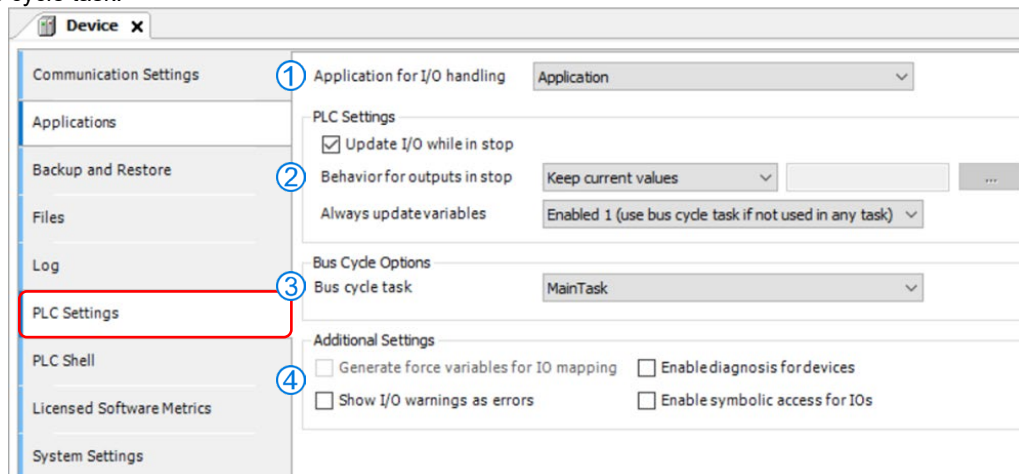 cycle task.
Device x
Communication Settings
Applications
Backup and Restore
Files
Log
PLC Settings
PLC Shell
Licensed Software Metrics
System Settings
① Application for I/O handling Application
PLC Settings
Update I/O while in stop
② Behavior for outputs in stop Keep current values ...
Always update variables Enabled 1 (use bus cycle task if not used in any task)
Bus Cycle Options
③ Bus cycle task MainTask
Additional Settings
④ Generate force variables for IO mapping Enable diagnosis for devices
Show I/O warnings as errors Enable symbolic access for IOs